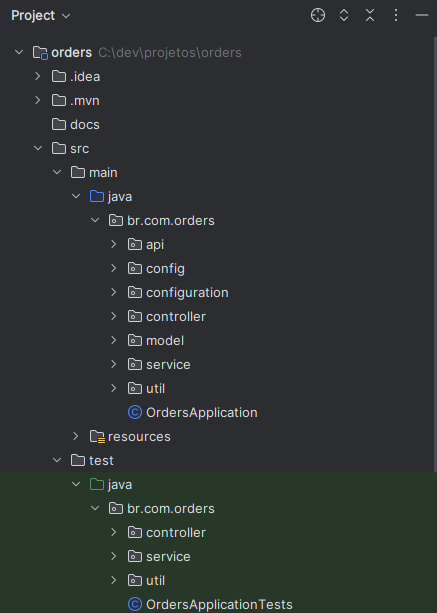 Project
orders C:\dev\projetos\orders
.idea
.mvn
docs
src
main
java
br.com.orders
api
config
configuration
controller
model
service
util
OrdersApplication
resources
test
java
br.com.orders
controller
service
util
OrdersApplicationTests